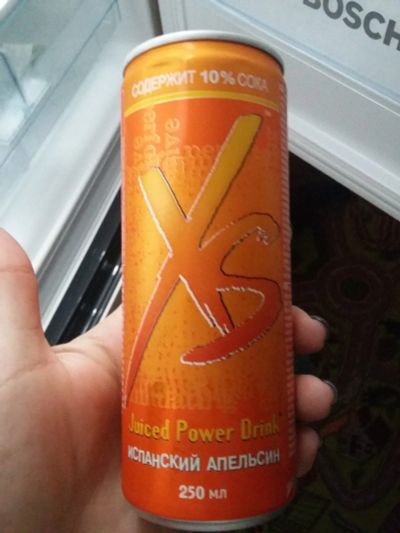 BOSCH
СОДЕРЖИТ 10% СОКА
XS
Juiced Power Drink
ИСПАНСКИЙ АПЕЛЬСИН
250 мл